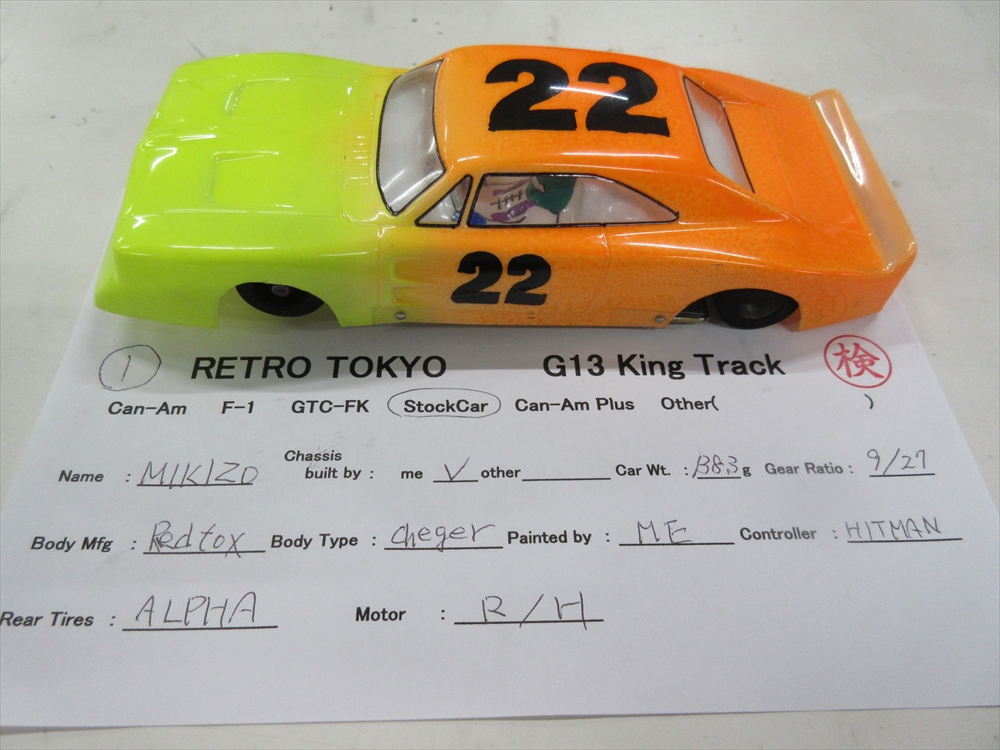 22
22
1 RETRO TOKYO G13 King Track 検
Can-Am F-1 GTC-FK StockCar Can-Am Plus Other( )
Name : MIKIZO Chassis built by : me V other Car Wt. : 138.3 g Gear Ratio : 9/27
Body Mfg : Redfox Body Type : cheger Painted by : ME Controller : HITMAN
Rear Tires : ALPHA Motor : R/H